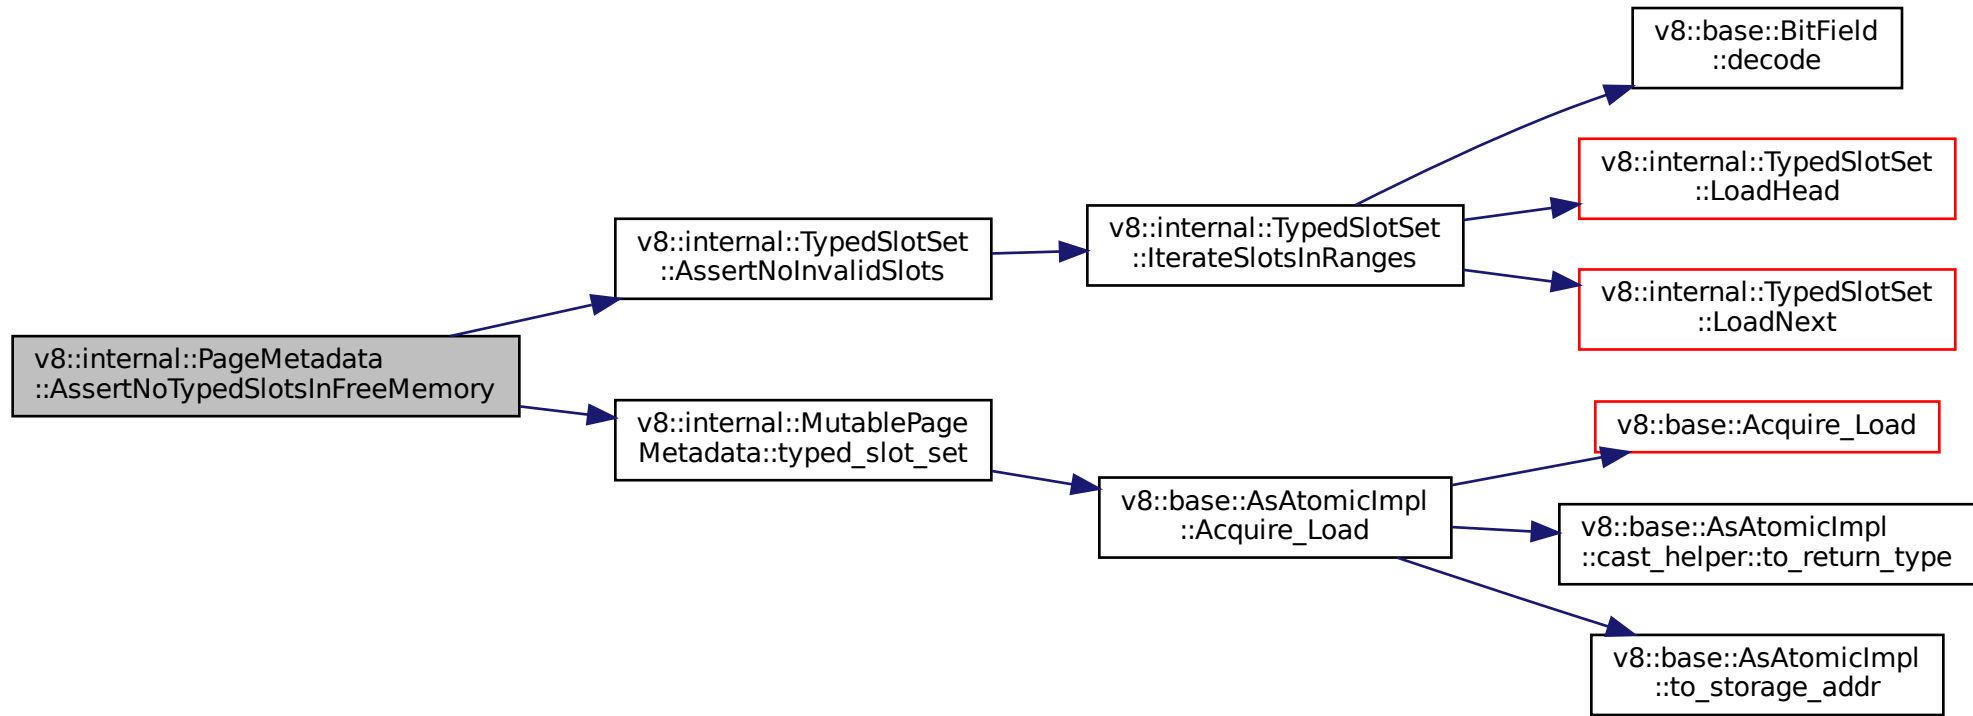 v8::internal::PageMetadata
::AssertNoTypedSlotsInFreeMemory
v8::internal::TypedSlotSet
::AssertNoInvalidSlots
v8::internal::TypedSlotSet
::IterateSlotsInRanges
v8::base::BitField
::decode
v8::internal::TypedSlotSet
::LoadHead
v8::internal::TypedSlotSet
::LoadNext
v8::internal::MutablePage
Metadata::typed_slot_set
v8::base::AsAtomicImpl
::Acquire_Load
v8::base::Acquire_Load
v8::base::AsAtomicImpl
::cast_helper::to_return_type
v8::base::AsAtomicImpl
::to_storage_addr